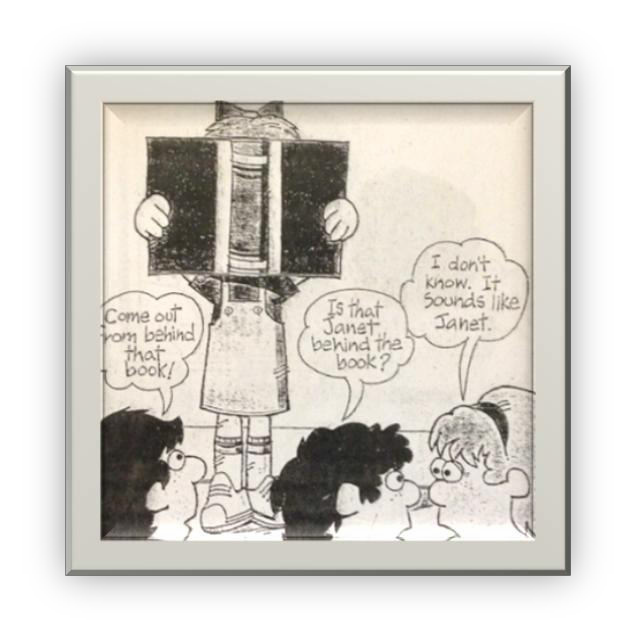 Come out
from behind
that
book!
Is that
Janet
behind the
book?
I don't
know. It
Sounds like
Janet.